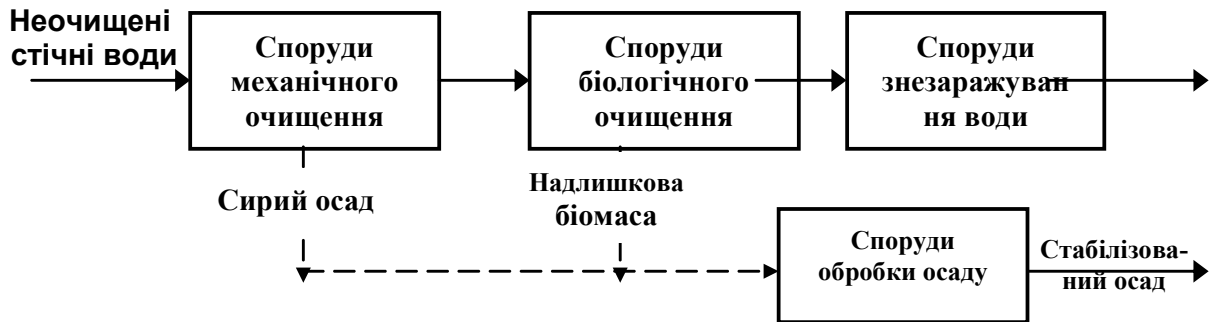 Неочищені
стічні води
Споруди
механічного
очищення
Споруди
біологічного
очищення
Споруди
знезаражуван
ня води
Сирий осад
Надлишкова
біомаса
Споруди
обробки осаду
Стабілізова-
ний осад